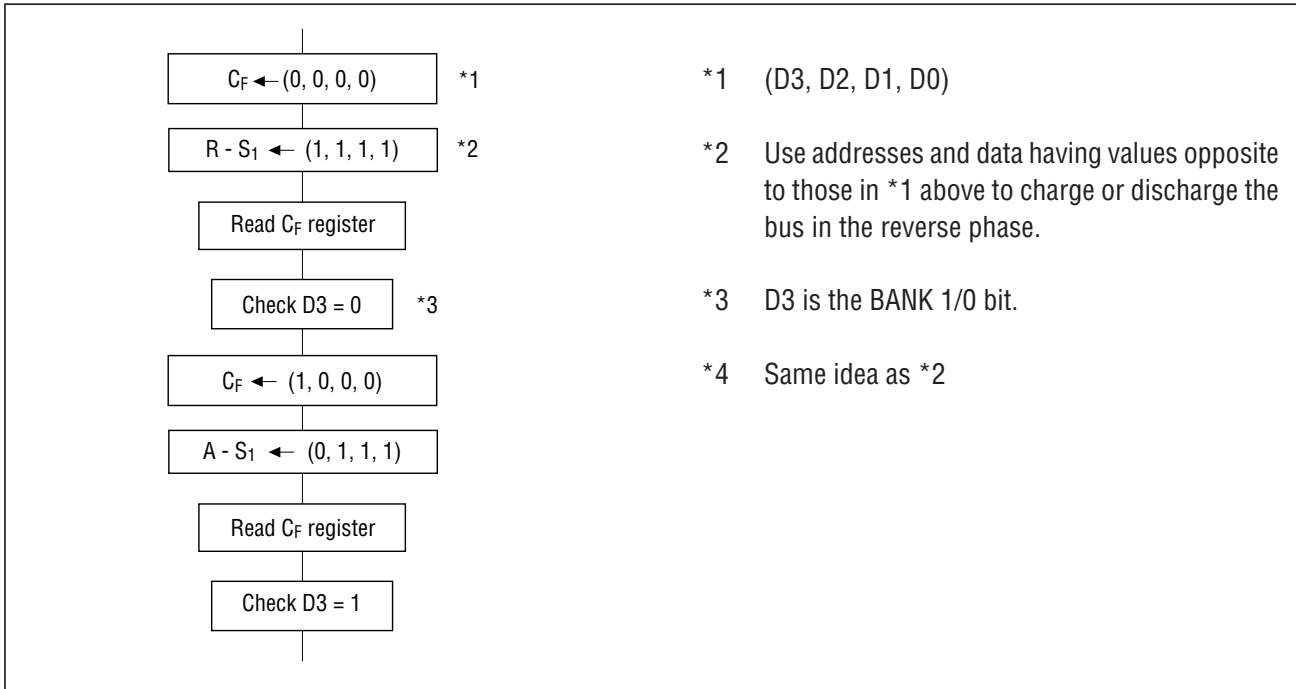 C_F ← (0, 0, 0, 0) *1
R - S₁ ← (1, 1, 1, 1) *2
Read C_F register
Check D3 = 0 *3
C_F ← (1, 0, 0, 0)
A - S₁ ← (0, 1, 1, 1)
Read C_F register
Check D3 = 1
*1 (D3, D2, D1, D0)
*2 Use addresses and data having values opposite
to those in *1 above to charge or discharge the
bus in the reverse phase.
*3 D3 is the BANK 1/0 bit.
*4 Same idea as *2